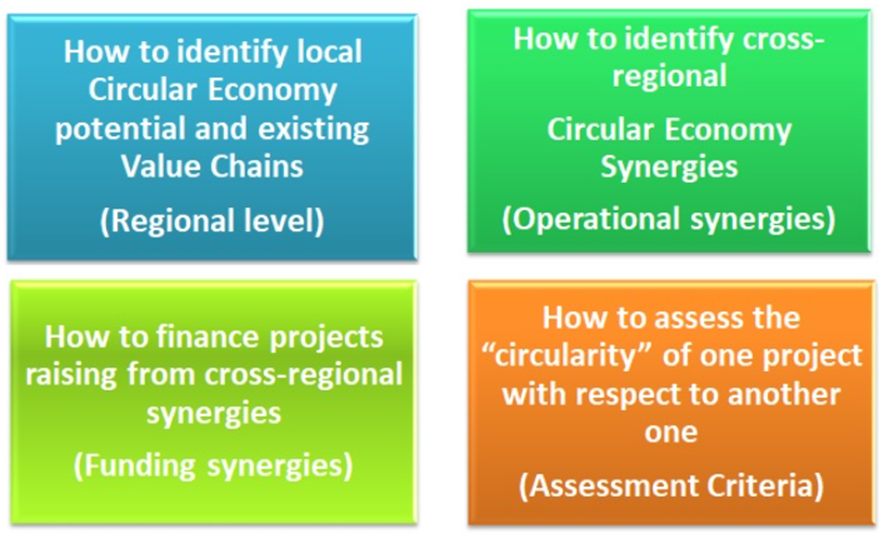 How to identify local
Circular Economy
potential and existing
Value Chains
(Regional level)
How to identify cross-
regional
Circular Economy
Synergies
(Operational synergies)
How to finance projects
raising from cross-regional
synergies
(Funding synergies)
How to assess the
“circularity” of one project
with respect to another
one
(Assessment Criteria)